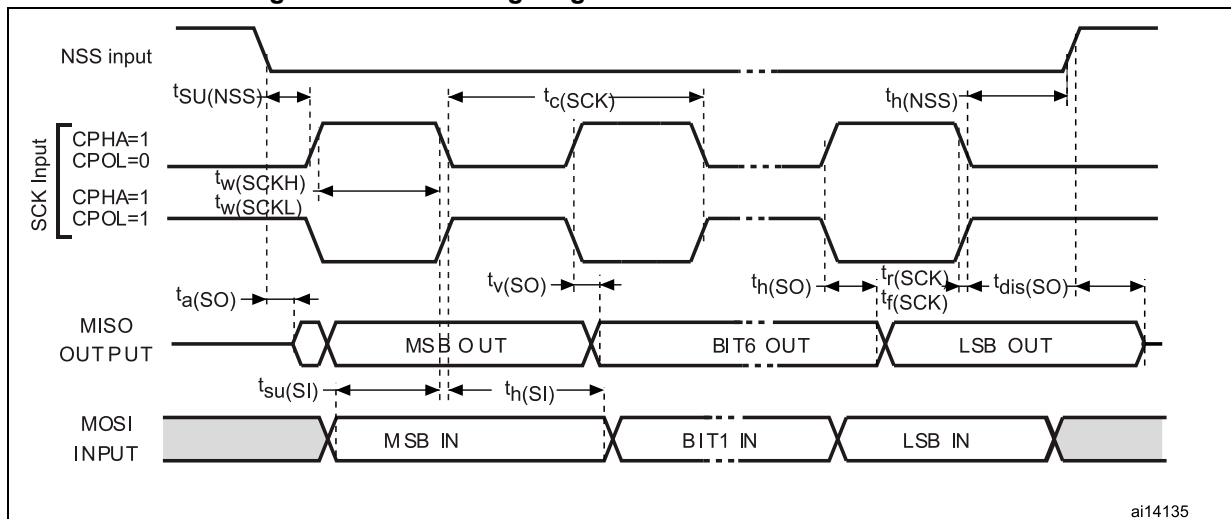 NSS input
tSU(NSS)
tc(SCK)
th(NSS)
SCK Input
CPHA=1
CPOL=0
tw(SCKH)
CPHA=1
tw(SCKL)
CPOL=1
ta(SO)
tv(SO)
th(SO)
tr(SCK)
tf(SCK)
tdis(SO)
MISO
OUTPUT
MSB OUT
BIT6 OUT
LSB OUT
tsu(SI)
th(SI)
MOSI
INPUT
MSB IN
BIT1 IN
LSB IN
ai14135